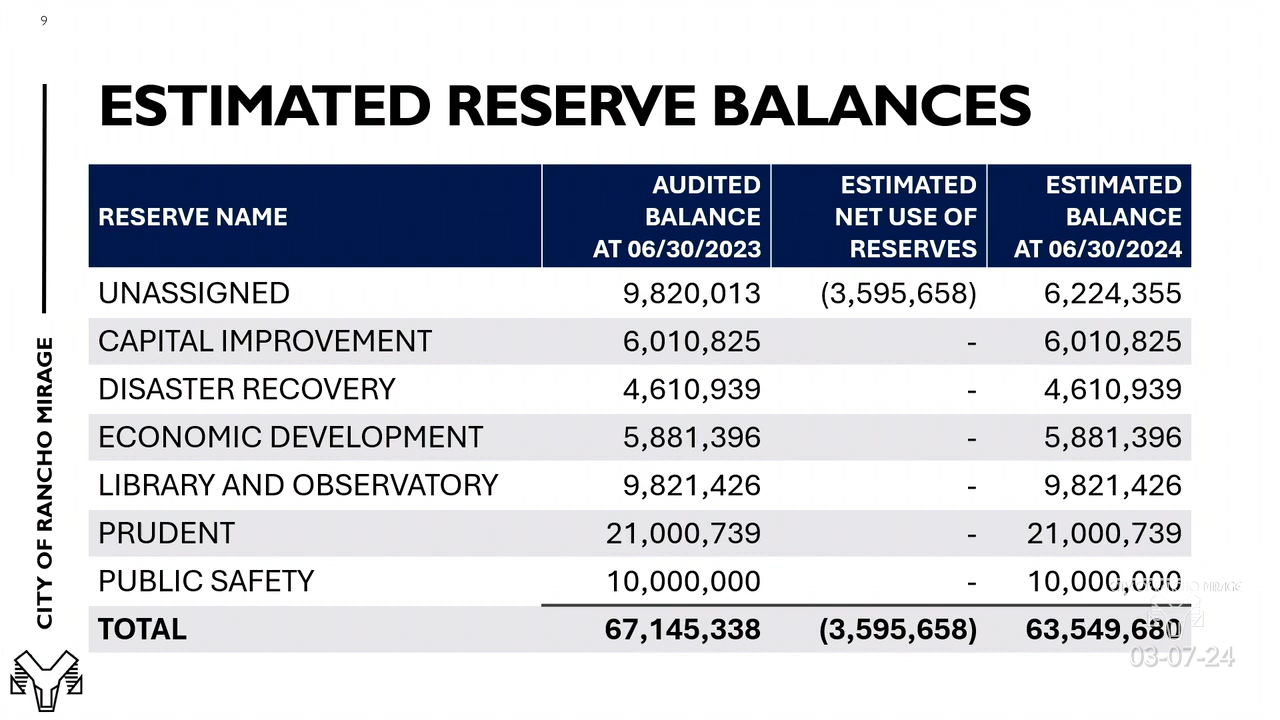 9
ESTIMATED RESERVE BALANCES
RESERVE NAME
AUDITED BALANCE AT 06/30/2023
ESTIMATED NET USE OF RESERVES
ESTIMATED BALANCE AT 06/30/2024
UNASSIGNED 9,820,013 (3,595,658) 6,224,355
CAPITAL IMPROVEMENT 6,010,825 - 6,010,825
DISASTER RECOVERY 4,610,939 - 4,610,939
ECONOMIC DEVELOPMENT 5,881,396 - 5,881,396
LIBRARY AND OBSERVATORY 9,821,426 - 9,821,426
PRUDENT 21,000,739 - 21,000,739
PUBLIC SAFETY 10,000,000 - 10,000,000
TOTAL 67,145,338 (3,595,658) 63,549,680
CITY OF RANCHO MIRAGE
03-07-24